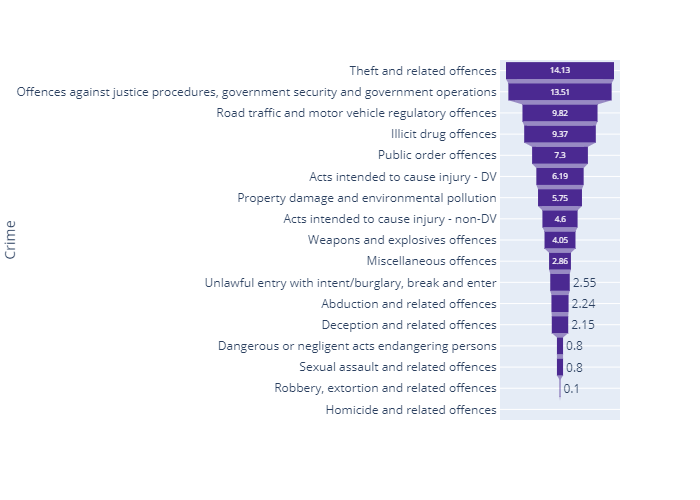 Theft and related offences 14.13
Offences against justice procedures, government security and government operations 13.51
Road traffic and motor vehicle regulatory offences 9.82
Illicit drug offences 9.37
Public order offences 7.3
Acts intended to cause injury - DV 6.19
Property damage and environmental pollution 5.75
Acts intended to cause injury - non-DV 4.6
Weapons and explosives offences 4.05
Miscellaneous offences 2.86
Unlawful entry with intent/burglary, break and enter 2.55
Abduction and related offences 2.24
Deception and related offences 2.15
Dangerous or negligent acts endangering persons 0.8
Sexual assault and related offences 0.8
Robbery, extortion and related offences 0.1
Homicide and related offences
Crime